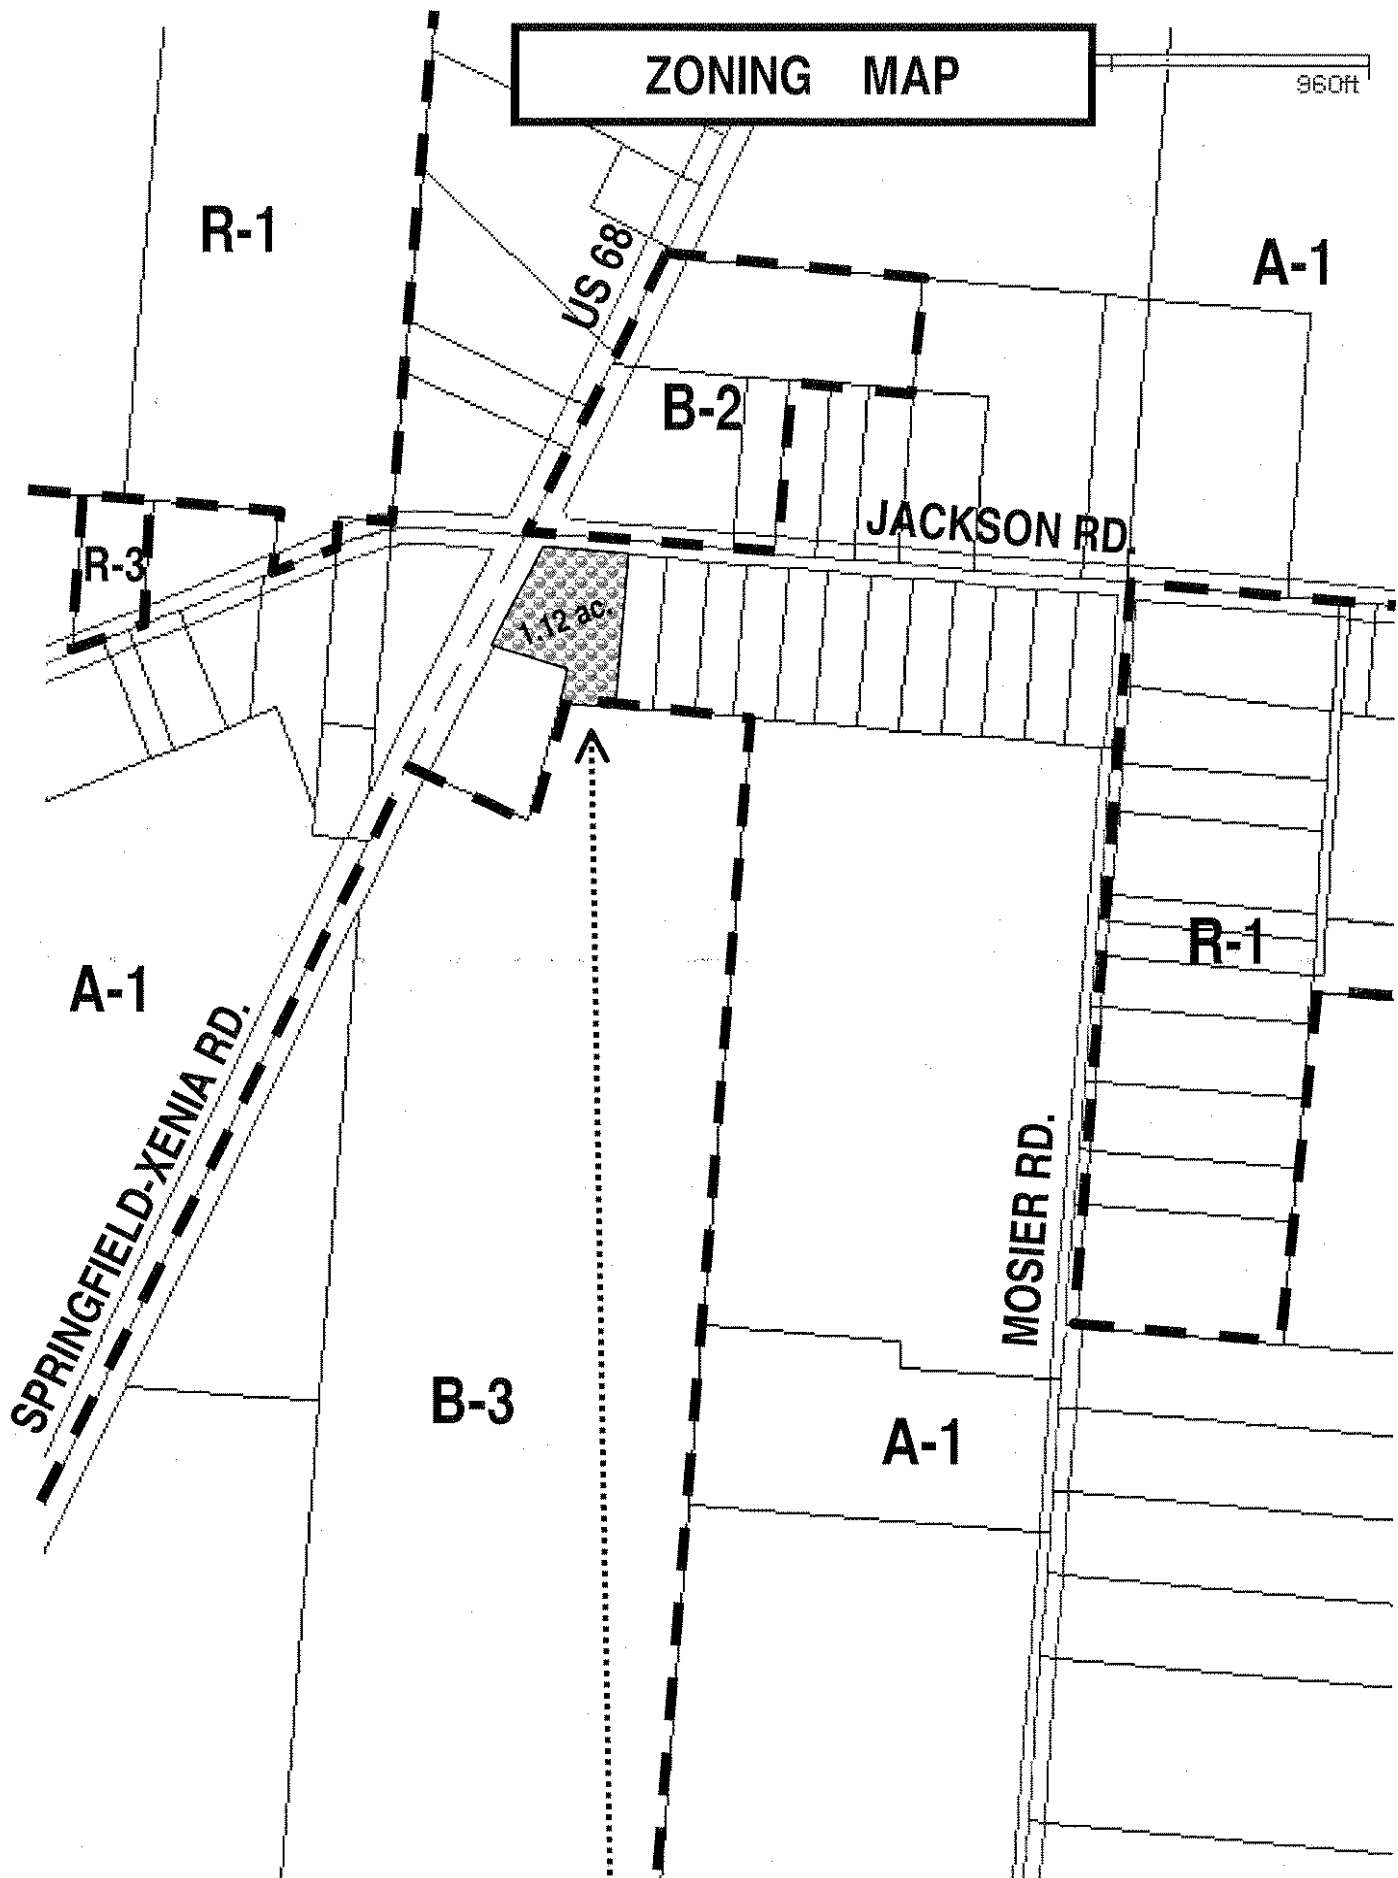 ZONING MAP
960ft
R-1
US 68
A-1
B-2
JACKSON RD.
R-3
1.12 ac.
R-1
A-1
SPRINGFIELD-XENIA RD.
MOSIER RD.
B-3
A-1